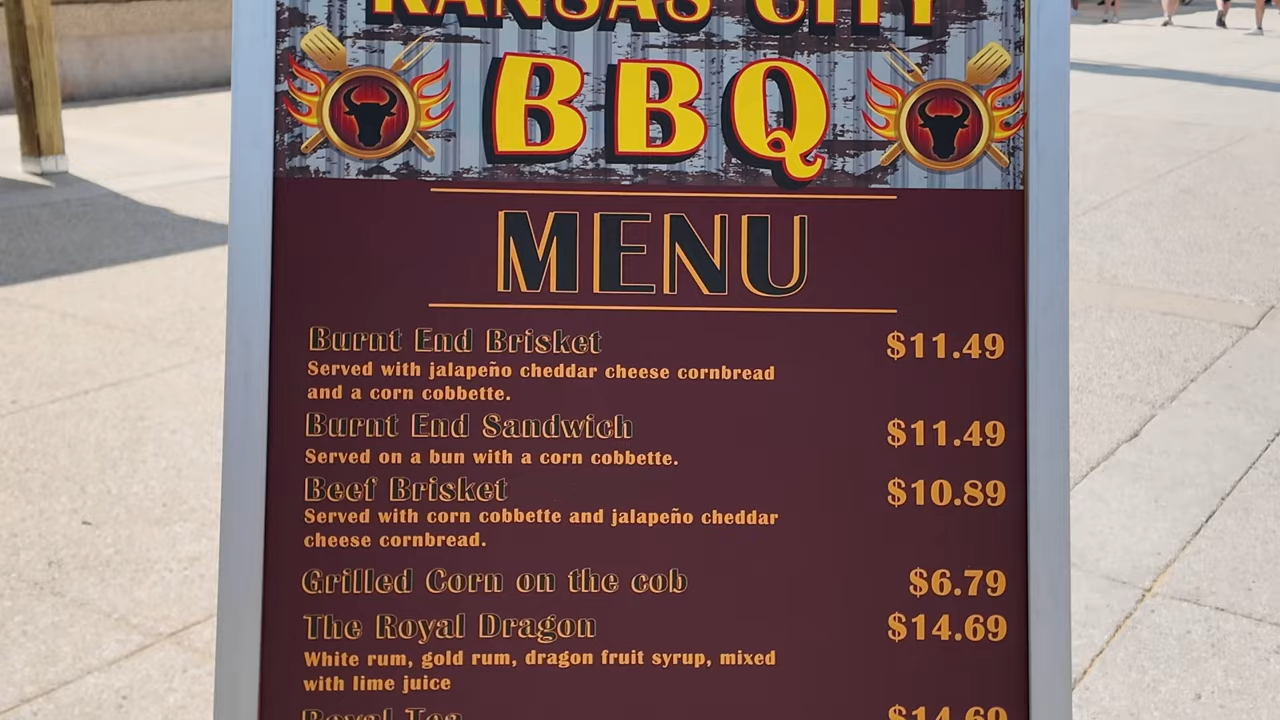 KANSAS CITY
BBQ
MENU
Burnt End Brisket $11.49
Served with jalapeño cheddar cheese cornbread
and a corn cobbette.
Burnt End Sandwich $11.49
Served on a bun with a corn cobbette.
Beef Brisket $10.89
Served with corn cobbette and jalapeño cheddar
cheese cornbread.
Grilled Corn on the cob $6.79
The Royal Dragon $14.69
White rum, gold rum, dragon fruit syrup, mixed
with lime juice
Royal Tea $14.69